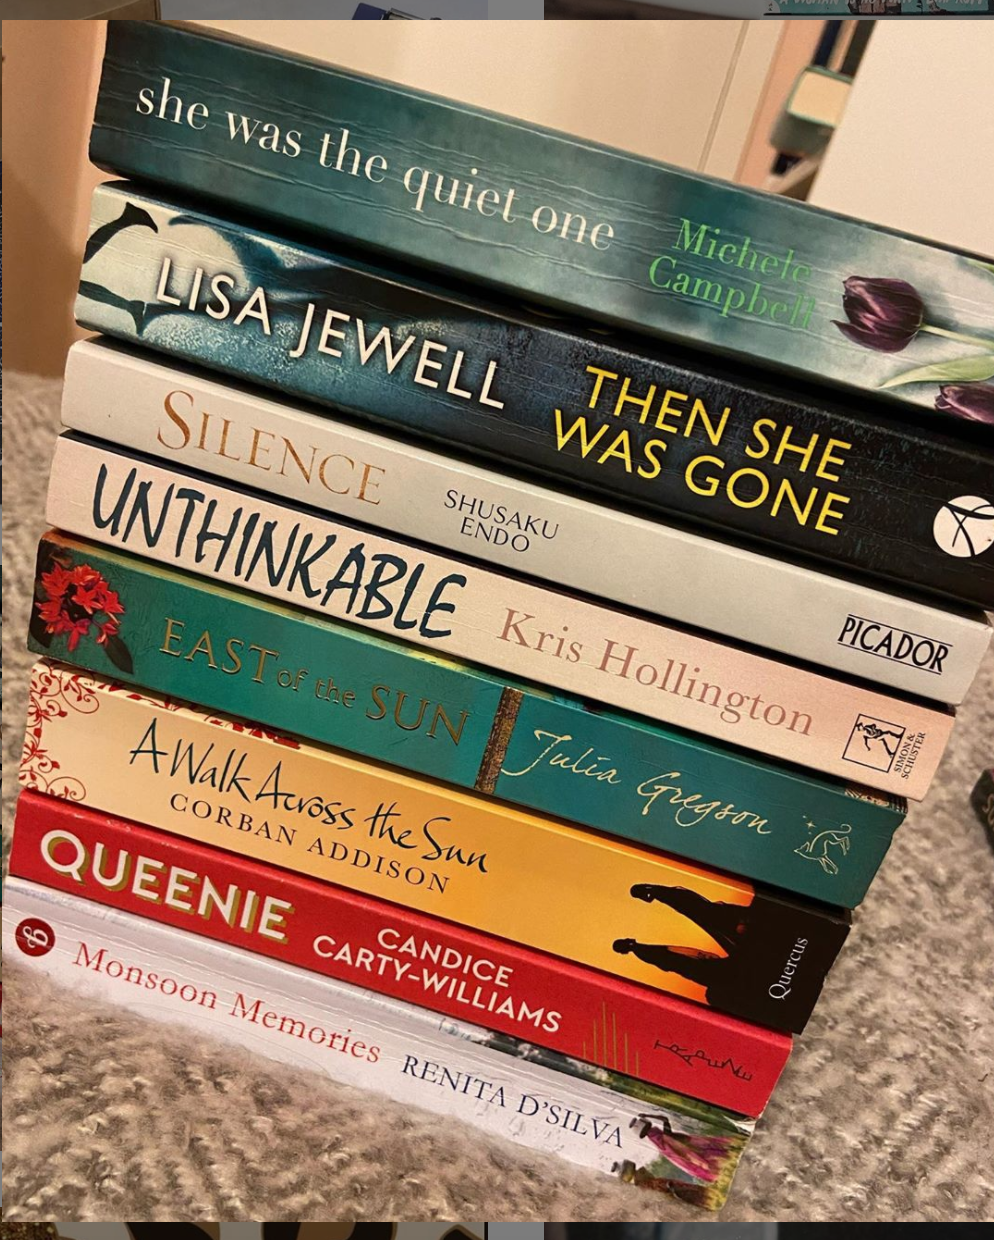 she was the quiet one
Michele
Campbell
LISA JEWELL
THEN SHE
WAS GONE
SILENCE
SHUSAKU
ENDO
PICADOR
UNTHINKABLE
Kris Hollington
SIMON &
SCHUSTER
EAST of the SUN
Julia Gregson
A Walk Across the Sun
CORBAN ADDISON
Quercus
QUEENIE
CANDICE
CARTY-WILLIAMS
TRAPEZE
Monsoon Memories
RENITA D'SILVA